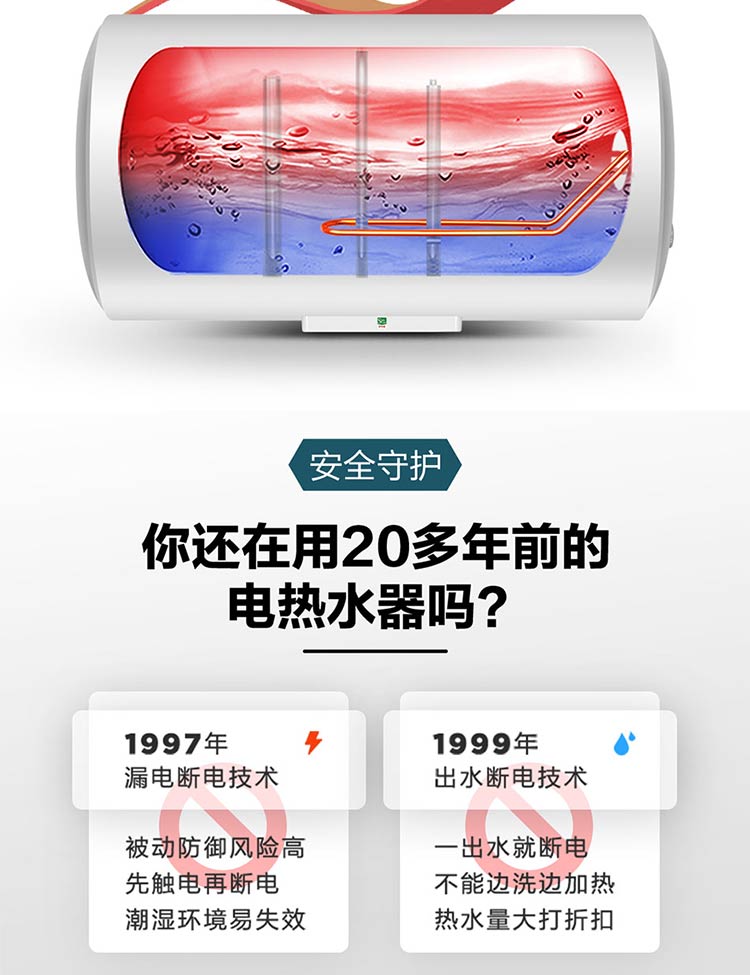 安全守护
你还在用20多年前的
电热水器吗?
1997年
漏电断电技术
被动防御风险高
先触电再断电
潮湿环境易失效
1999年
出水断电技术
一出水就断电
不能边洗边加热
热水量大打折扣